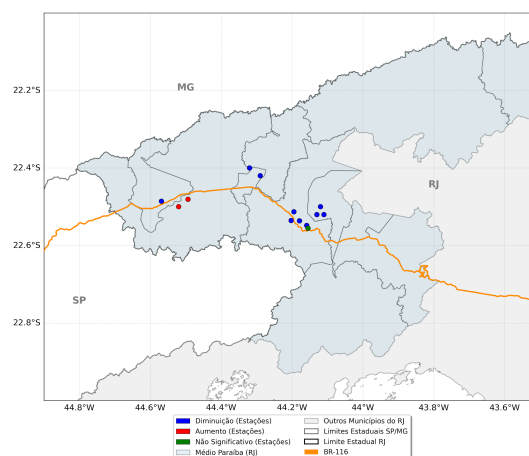 MG
22.2°S
22.4°S
RJ
22.6°S
SP
22.8°S
44.8°W
44.6°W
44.4°W
44.2°W
44°W
43.8°W
43.6°W
Diminuição (Estações)
Aumento (Estações)
Não Significativo (Estações)
Médio Paraíba (RJ)
Outros Municípios do RJ
Limites Estaduais SP/MG
Limite Estadual RJ
BR-116